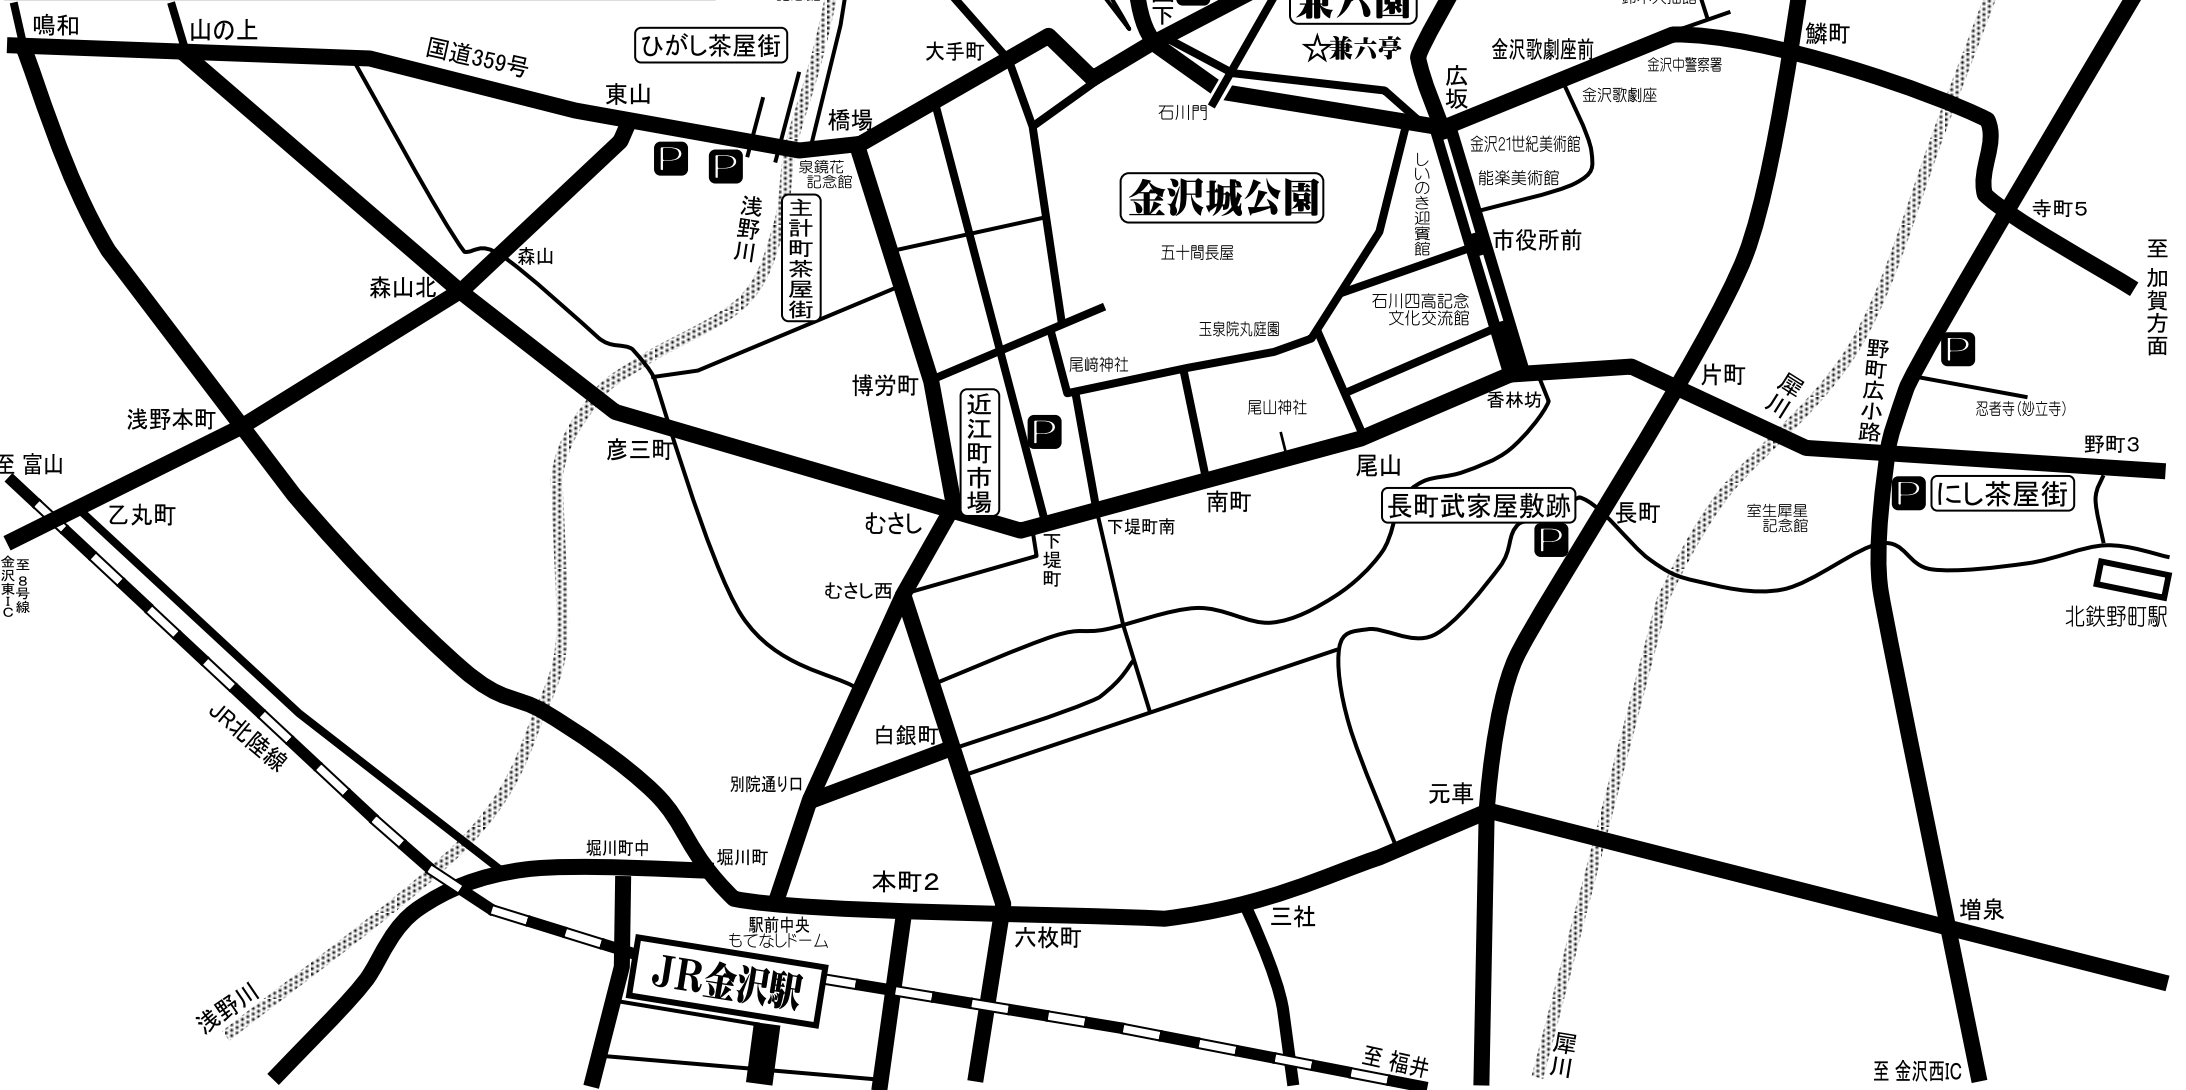 鳴和
山の上
国道359号
ひがし茶屋街
大手町
兼六園
☆兼六亭
金沢歌劇座前
鱗町
金沢中警察署
東山
橋場
石川門
広坂
金沢歌劇座
P
P
泉鏡花
記念館
金沢21世紀美術館
能楽美術館
しいのき迎賓館
金沢城公園
浅野川
主計町茶屋街
五十間長屋
市役所前
寺町5
至 加賀方面
森山
森山北
石川四高記念
文化交流館
玉泉院丸庭園
P
野町広小路
尾﨑神社
博労町
片町
犀川
浅野本町
近江町市場
P
尾山神社
香林坊
忍者寺(妙立寺)
彦三町
野町3
至 富山
尾山
南町
長町武家屋敷跡
P
にし茶屋街
P
乙丸町
むさし
下堤町
下堤町南
長町
室生犀星
記念館
至 8号線
金沢東IC
むさし西
北鉄野町駅
JR北陸線
白銀町
別院通り口
元車
堀川町中
堀川町
本町2
増泉
駅前中央
もてなしドーム
六枚町
三社
JR金沢駅
浅野川
至 福井
犀川
至 金沢西IC